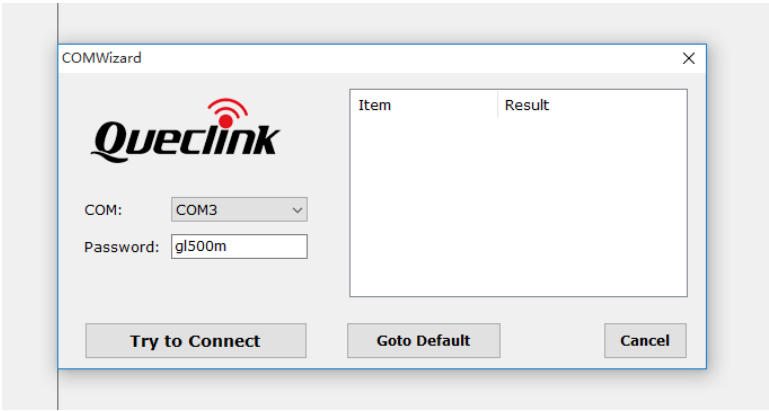 COMWizard
Queclink
Item Result
COM: COM3
Password: gl500m
Try to Connect Goto Default Cancel